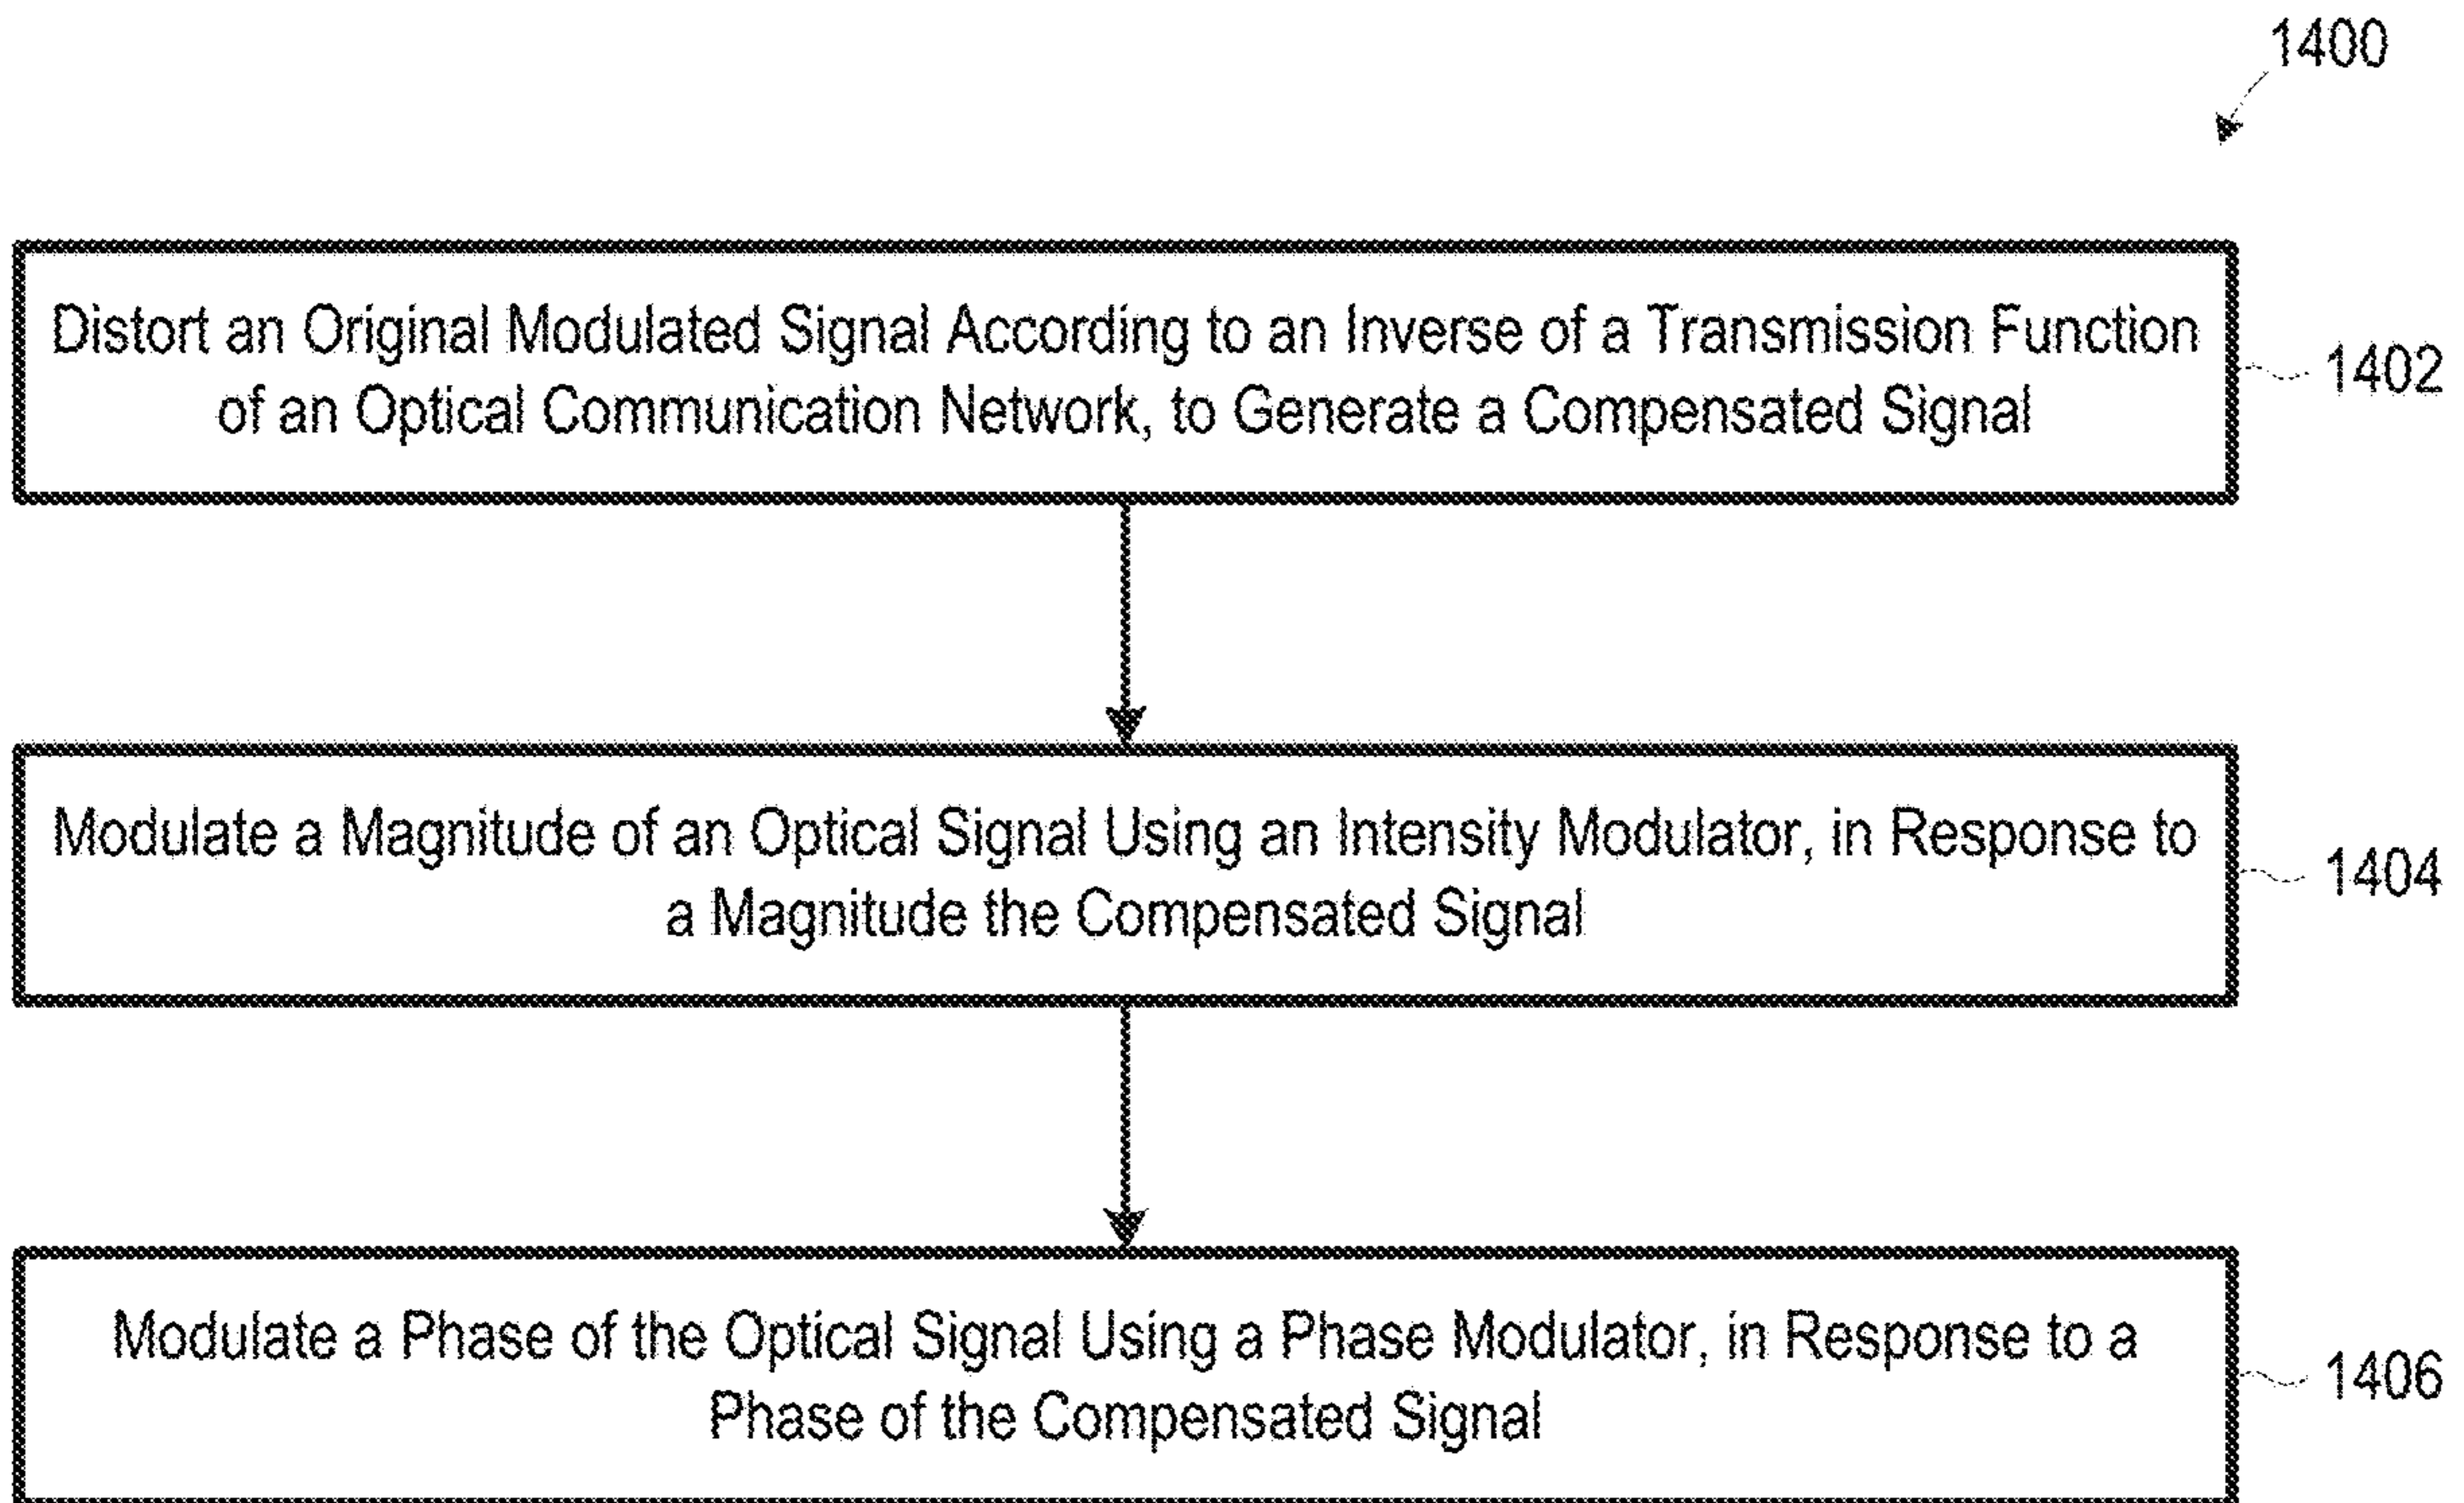 1400
Distort an Original Modulated Signal According to an Inverse of a Transmission Function
of an Optical Communication Network, to Generate a Compensated Signal
1402
Modulate a Magnitude of an Optical Signal Using an Intensity Modulator, in Response to
a Magnitude the Compensated Signal
1404
Modulate a Phase of the Optical Signal Using a Phase Modulator, in Response to a
Phase of the Compensated Signal
1406